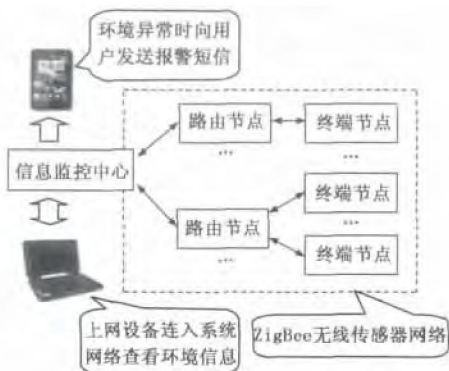 环境异常时向用
户发送报警短信
路由节点
终端节点
...
...
信息监控中心
终端节点
...
路由节点
...
终端节点
上网设备连入系统
网络查看环境信息
ZigBee无线传感器网络